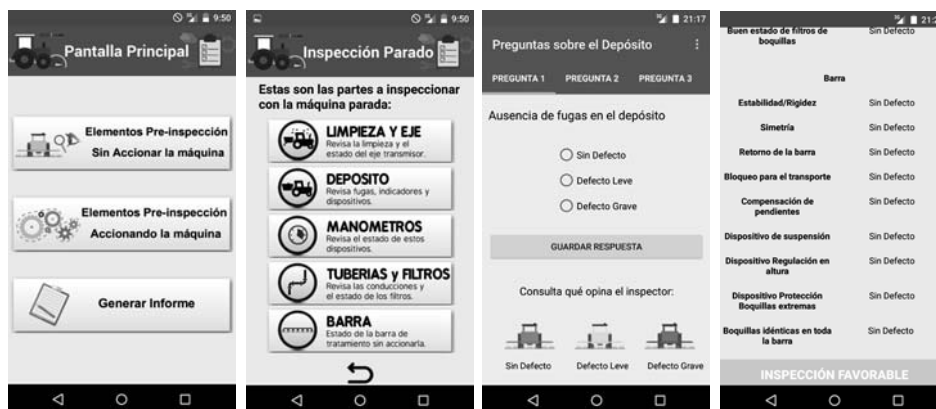 9:50
Pantalla Principal
Elementos Pre-inspección
Sin Accionar la máquina
Elementos Pre-inspección
Accionando la máquina
Generar Informe
9:50
Inspección Parado
Estas son las partes a inspeccionar
con la máquina parada:
LIMPIEZA Y EJE
Revisa la limpieza y el
estado del eje transmisor.
DEPOSITO
Revisa fugas, indicadores y
dispositivos.
MANOMETROS
Revisa el estado de estos
dispositivos.
TUBERIAS y FILTROS
Revisa las conducciones y
el estado de los filtros.
BARRA
Estado de la barra de
tratamiento sin accionarla.
21:17
Preguntas sobre el Depósito
PREGUNTA 1 PREGUNTA 2 PREGUNTA 3
Ausencia de fugas en el depósito
Sin Defecto
Defecto Leve
Defecto Grave
GUARDAR RESPUESTA
Consulta qué opina el inspector:
Sin Defecto Defecto Leve Defecto Grave
Buen estado de filtros de Sin Defecto
boquillas
Barra
Estabilidad/Rigidez Sin Defecto
Simetría Sin Defecto
Retorno de la barra Sin Defecto
Bloqueo para el transporte Sin Defecto
Compensación de Sin Defecto
pendientes
Dispositivo de suspensión Sin Defecto
Dispositivo Regulación en Sin Defecto
altura
Dispositivo Protección Sin Defecto
Boquillas extremas
Boquillas idénticas en toda Sin Defecto
la barra
INSPECCIÓN FAVORABLE